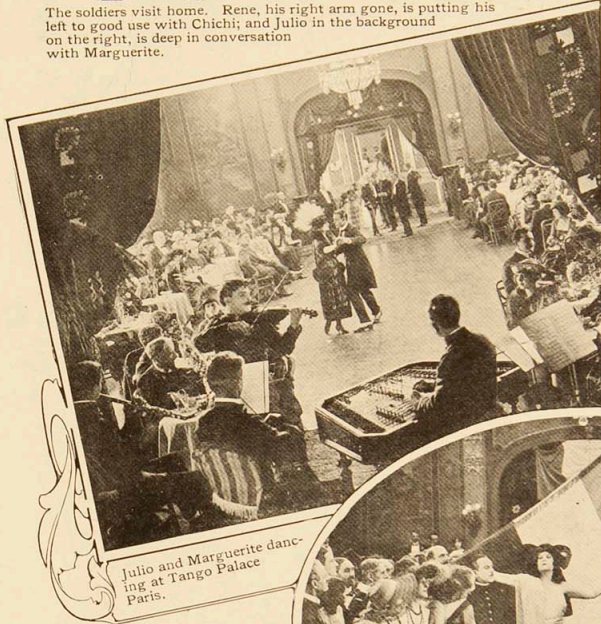 The soldiers visit home. Rene, his right arm gone, is putting his
left to good use with Chichi; and Julio in the background
on the right, is deep in conversation
with Marguerite.
Julio and Marguerite danc-
ing at Tango Palace
Paris.